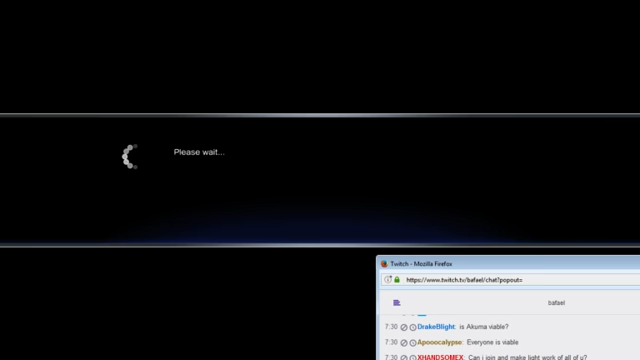 Please wait...
Twitch - Mozilla Firefox
https://www.twitch.tv/bafael/chat?popout=
bafael
7:30 DrakeBlight: is Akuma viable?
7:30 Apooocalypse: Everyone is viable
7:30 XHANDSOMEX: Can i join and make light work of all of u?